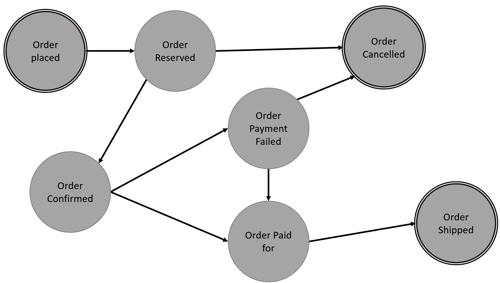 Order
placed
Order
Reserved
Order
Cancelled
Order
Payment
Failed
Order
Confirmed
Order Paid
for
Order
Shipped